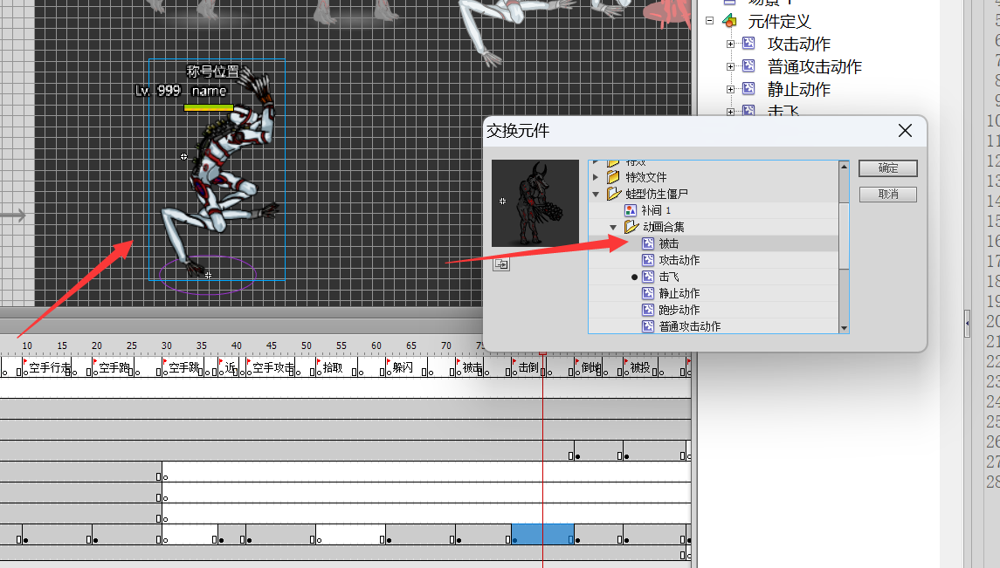 元件定义
攻击动作
普通攻击动作
静止动作
击飞
称号位置
Lv. 999 name
交换元件
特效
特效文件
蛙型仿生僵尸
补间 1
动画合集
被击
攻击动作
击飞
静止动作
跑步动作
普通攻击动作
确定
取消
10 15 20 25 30 35 40 45 50 55 60 65 70
空手行走 空手跑 空手跳 近 空手攻击 拾取 躲闪 被击 击倒 倒地 被投
10
11
12
13
14
15
16
17
18
19
20
21
22
23
24
25
26
27
28